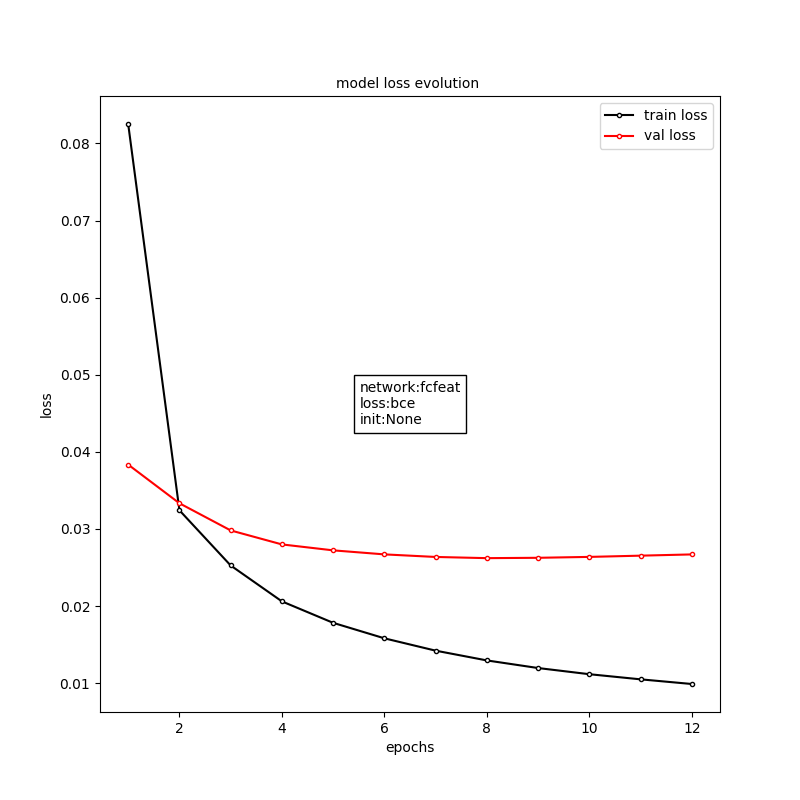 model loss evolution
train loss
val loss
0.08
0.07
0.06
0.05
0.04
0.03
0.02
0.01
loss
network:fcfeat
loss:bce
init:None
2 4 6 8 10 12
epochs